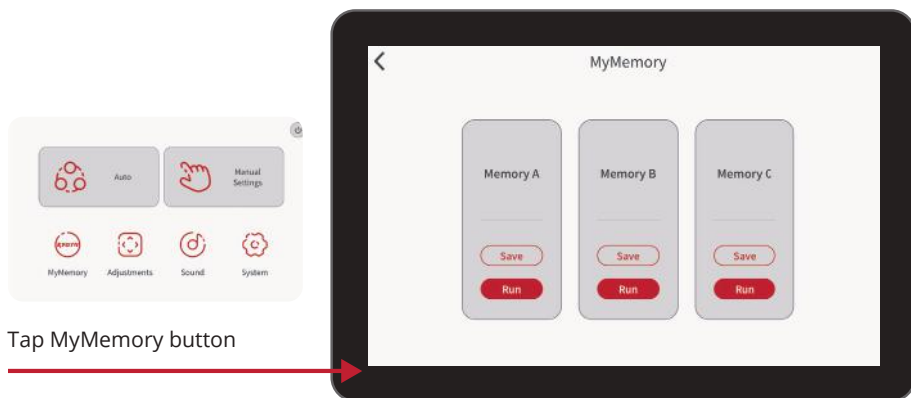 Auto
Manual
Settings
MyMemory
Adjustments
Sound
System
Tap MyMemory button
MyMemory
Memory A
Memory B
Memory C
Save
Save
Save
Run
Run
Run